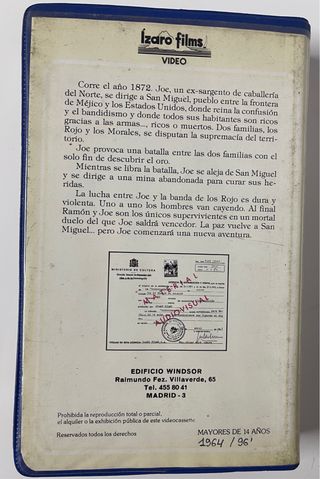 Izaro films
VIDEO
Corre el año 1872. Joe, un ex-sargento de caballería
del Norte, se dirige a San Miguel, pueblo entre la frontera
de Méjico y los Estados Unidos, donde reina la confusión
y el bandidismo y donde todos sus habitantes son ricos
gracias a las armas..., ricos o muertos. Dos familias, los
Rojo y los Morales, se disputan la supremacía del terri-
torio.
Joe provoca una batalla entre las dos familias con el
solo fin de descubrir el oro.
Mientras se libra la batalla, Joe se aleja de San Miguel
y se dirige a una mina abandonada para curar sus he-
ridas.
La lucha entre Joe y la banda de los Rojo es dura y
violenta. Uno a uno los hombres van cayendo. Al final
Ramón y Joe son los únicos supervivientes en un mortal
duelo del que Joe saldrá vencedor. La paz vuelve a San
Miguel... pero Joe comenzará una nueva aventura.
MINISTERIO DE CULTURA
MATERIAL
AUDIOVISUAL
EDIFICIO WINDSOR
Raimundo Fez. Villaverde, 65
Tel. 455 80 41
MADRID - 3
Prohibida la reproducción total o parcial,
el alquiler o la exhibición pública de este videocassette
Reservados todos los derechos
MAYORES DE 14 AÑOS
1964 / 96'